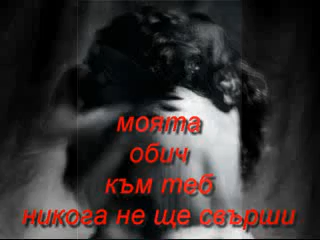 моята
обич
към теб
никога не ще свърши